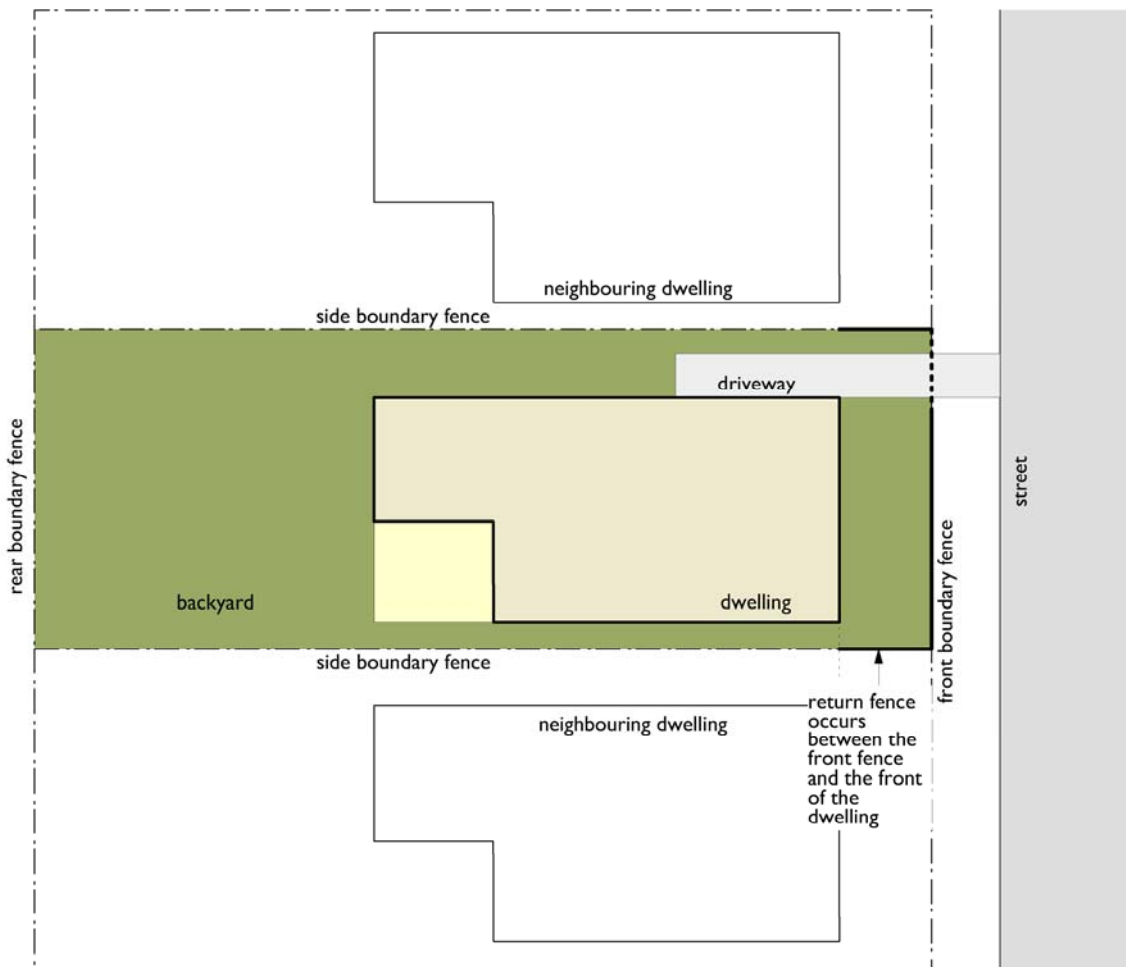 neighbouring dwelling
side boundary fence
driveway
rear boundary fence
street
front boundary fence
backyard
dwelling
side boundary fence
neighbouring dwelling
return fence
occurs
between the
front fence
and the front
of the
dwelling